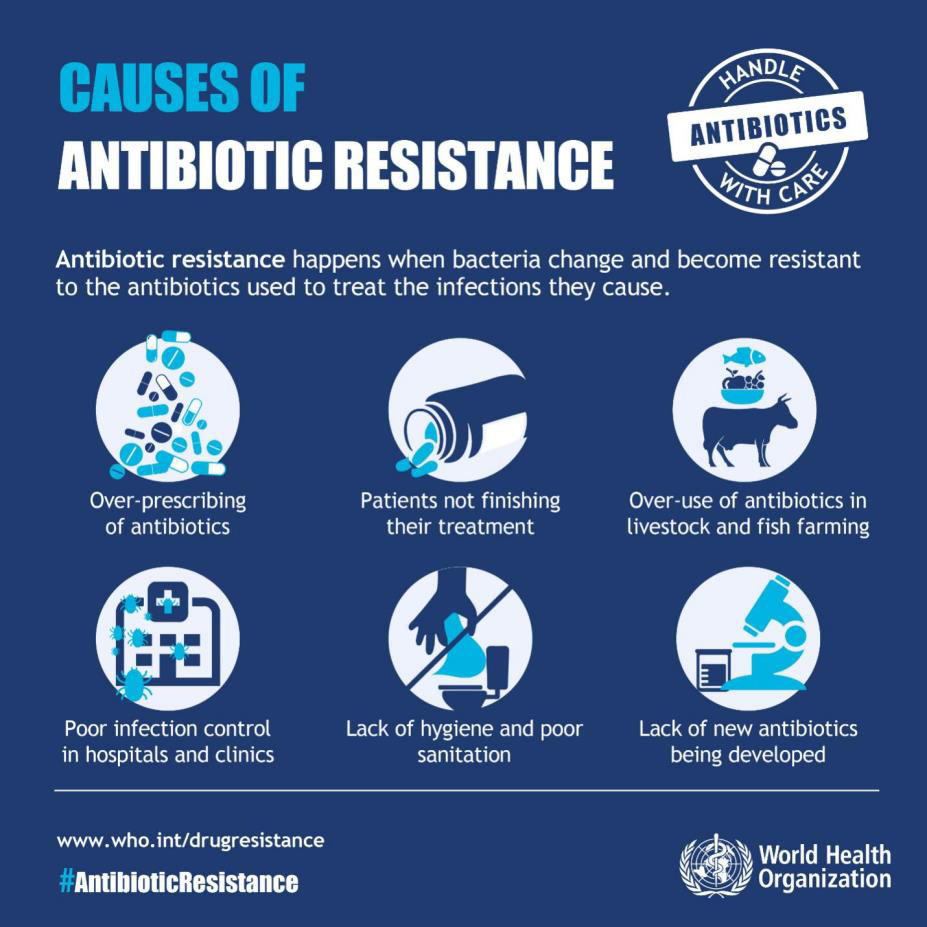 CAUSES OF
ANTIBIOTIC RESISTANCE
HANDLE
ANTIBIOTICS
WITH CARE
Antibiotic resistance happens when bacteria change and become resistant
to the antibiotics used to treat the infections they cause.
Over-prescribing
of antibiotics
Patients not finishing
their treatment
Over-use of antibiotics in
livestock and fish farming
Poor infection control
in hospitals and clinics
Lack of hygiene and poor
sanitation
Lack of new antibiotics
being developed
www.who.int/drugresistance
#AntibioticResistance
World Health
Organization